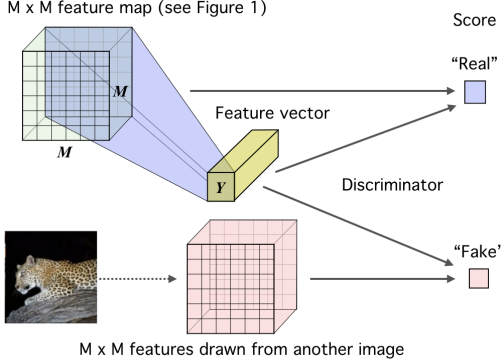 M x M feature map (see Figure 1)
Score
"Real"
M
Feature vector
M
Y
Discriminator
"Fake"
M x M features drawn from another image